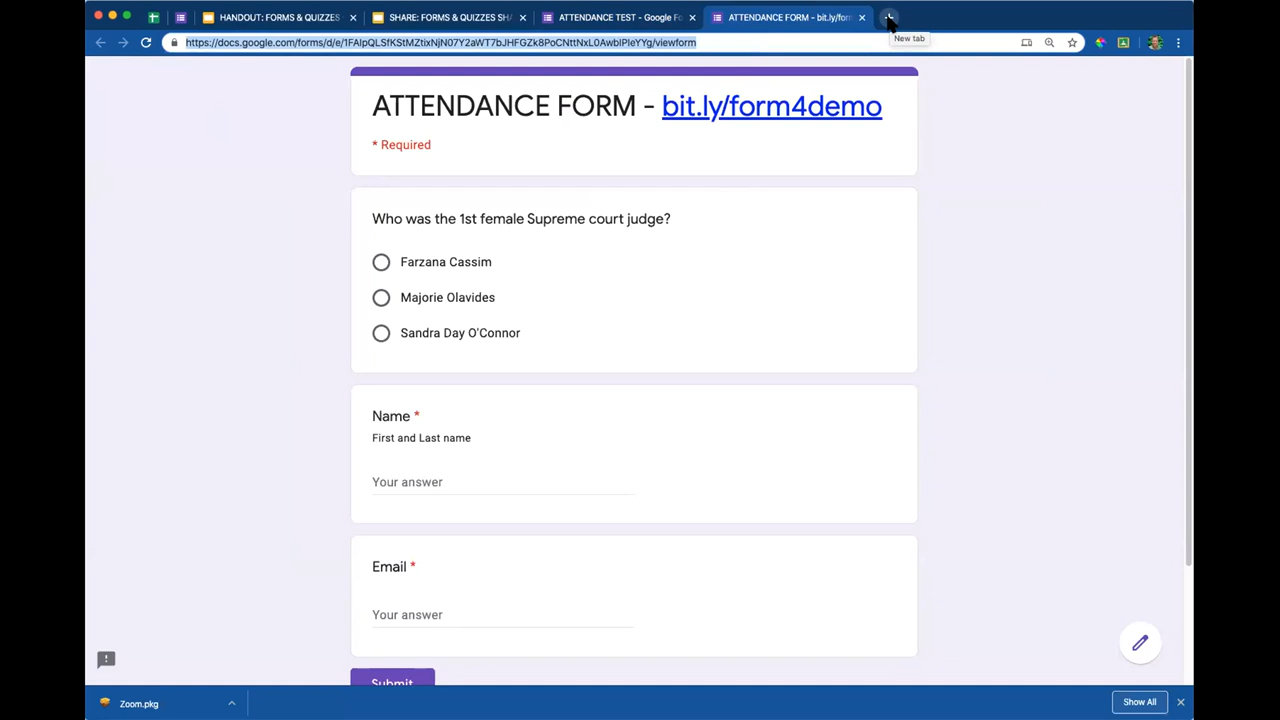 HANDOUT: FORMS & QUIZZES
SHARE: FORMS & QUIZZES SHA
ATTENDANCE TEST - Google Fo
ATTENDANCE FORM - bit.ly/form
New tab
https://docs.google.com/forms/d/e/1FAIpQLSfKStMZtixNjN07Y2aWT7bJHFGZk8PoCNttNxL0AwbIPIeYYg/viewform
ATTENDANCE FORM - bit.ly/form4demo
* Required
Who was the 1st female Supreme court judge?
Farzana Cassim
Majorie Olavides
Sandra Day O'Connor
Name *
First and Last name
Your answer
Email *
Your answer
Submit
Zoom.pkg
Show All